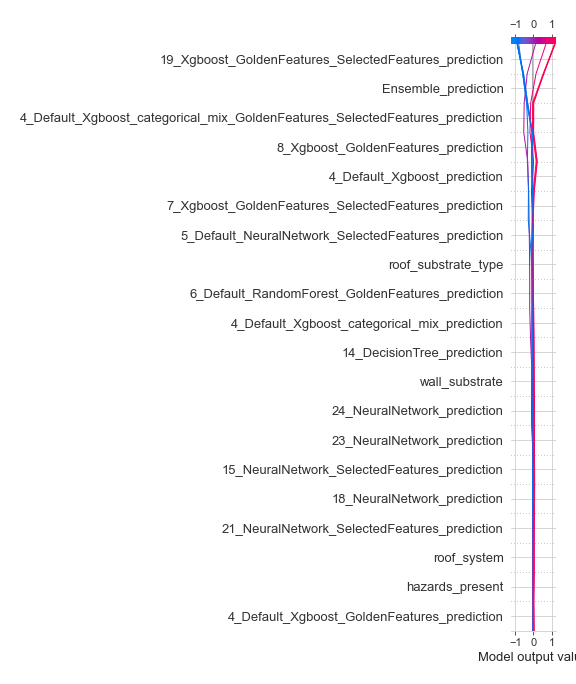 −1 0 1
19_Xgboost_GoldenFeatures_SelectedFeatures_prediction
Ensemble_prediction
4_Default_Xgboost_categorical_mix_GoldenFeatures_SelectedFeatures_prediction
8_Xgboost_GoldenFeatures_prediction
4_Default_Xgboost_prediction
7_Xgboost_GoldenFeatures_SelectedFeatures_prediction
5_Default_NeuralNetwork_SelectedFeatures_prediction
roof_substrate_type
6_Default_RandomForest_GoldenFeatures_prediction
4_Default_Xgboost_categorical_mix_prediction
14_DecisionTree_prediction
wall_substrate
24_NeuralNetwork_prediction
23_NeuralNetwork_prediction
15_NeuralNetwork_SelectedFeatures_prediction
18_NeuralNetwork_prediction
21_NeuralNetwork_SelectedFeatures_prediction
roof_system
hazards_present
4_Default_Xgboost_GoldenFeatures_prediction
−1 0 1
Model output valu